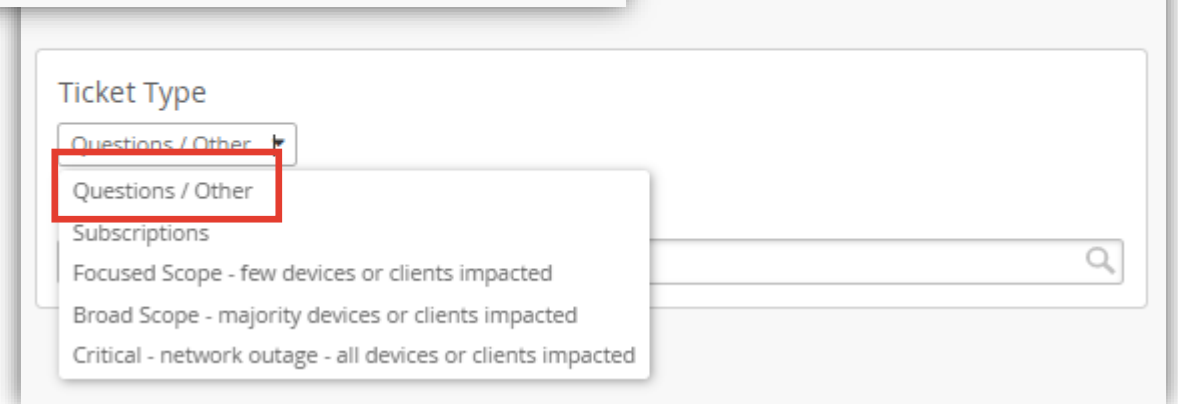 Ticket Type
Questions / Other
Questions / Other
Subscriptions
Focused Scope - few devices or clients impacted
Broad Scope - majority devices or clients impacted
Critical - network outage - all devices or clients impacted